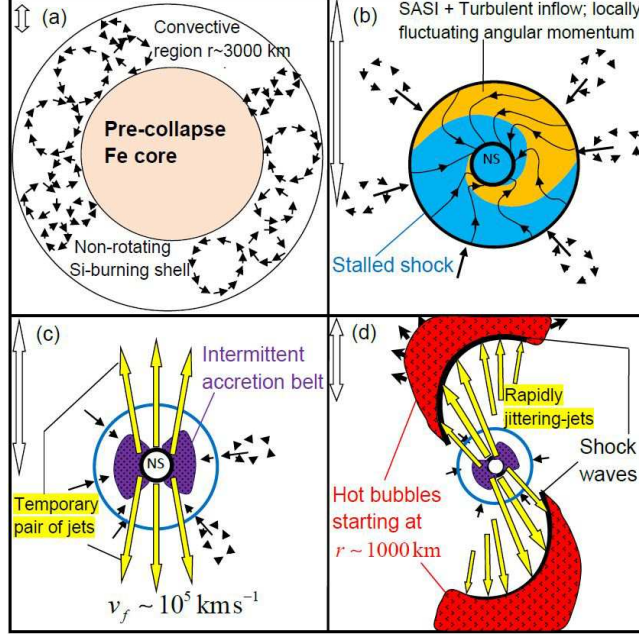 (a)
Convective
region r~3000 km
Pre-collapse
Fe core
Non-rotating
Si-burning shell
(b)
SASI + Turbulent inflow; locally
fluctuating angular momentum
NS
Stalled shock
(c)
Intermittent
accretion belt
NS
Temporary
pair of jets
v_f ~ 10⁵ km s⁻¹
(d)
Rapidly
jittering-jets
Shock
waves
Hot bubbles
starting at
r ~ 1000 km